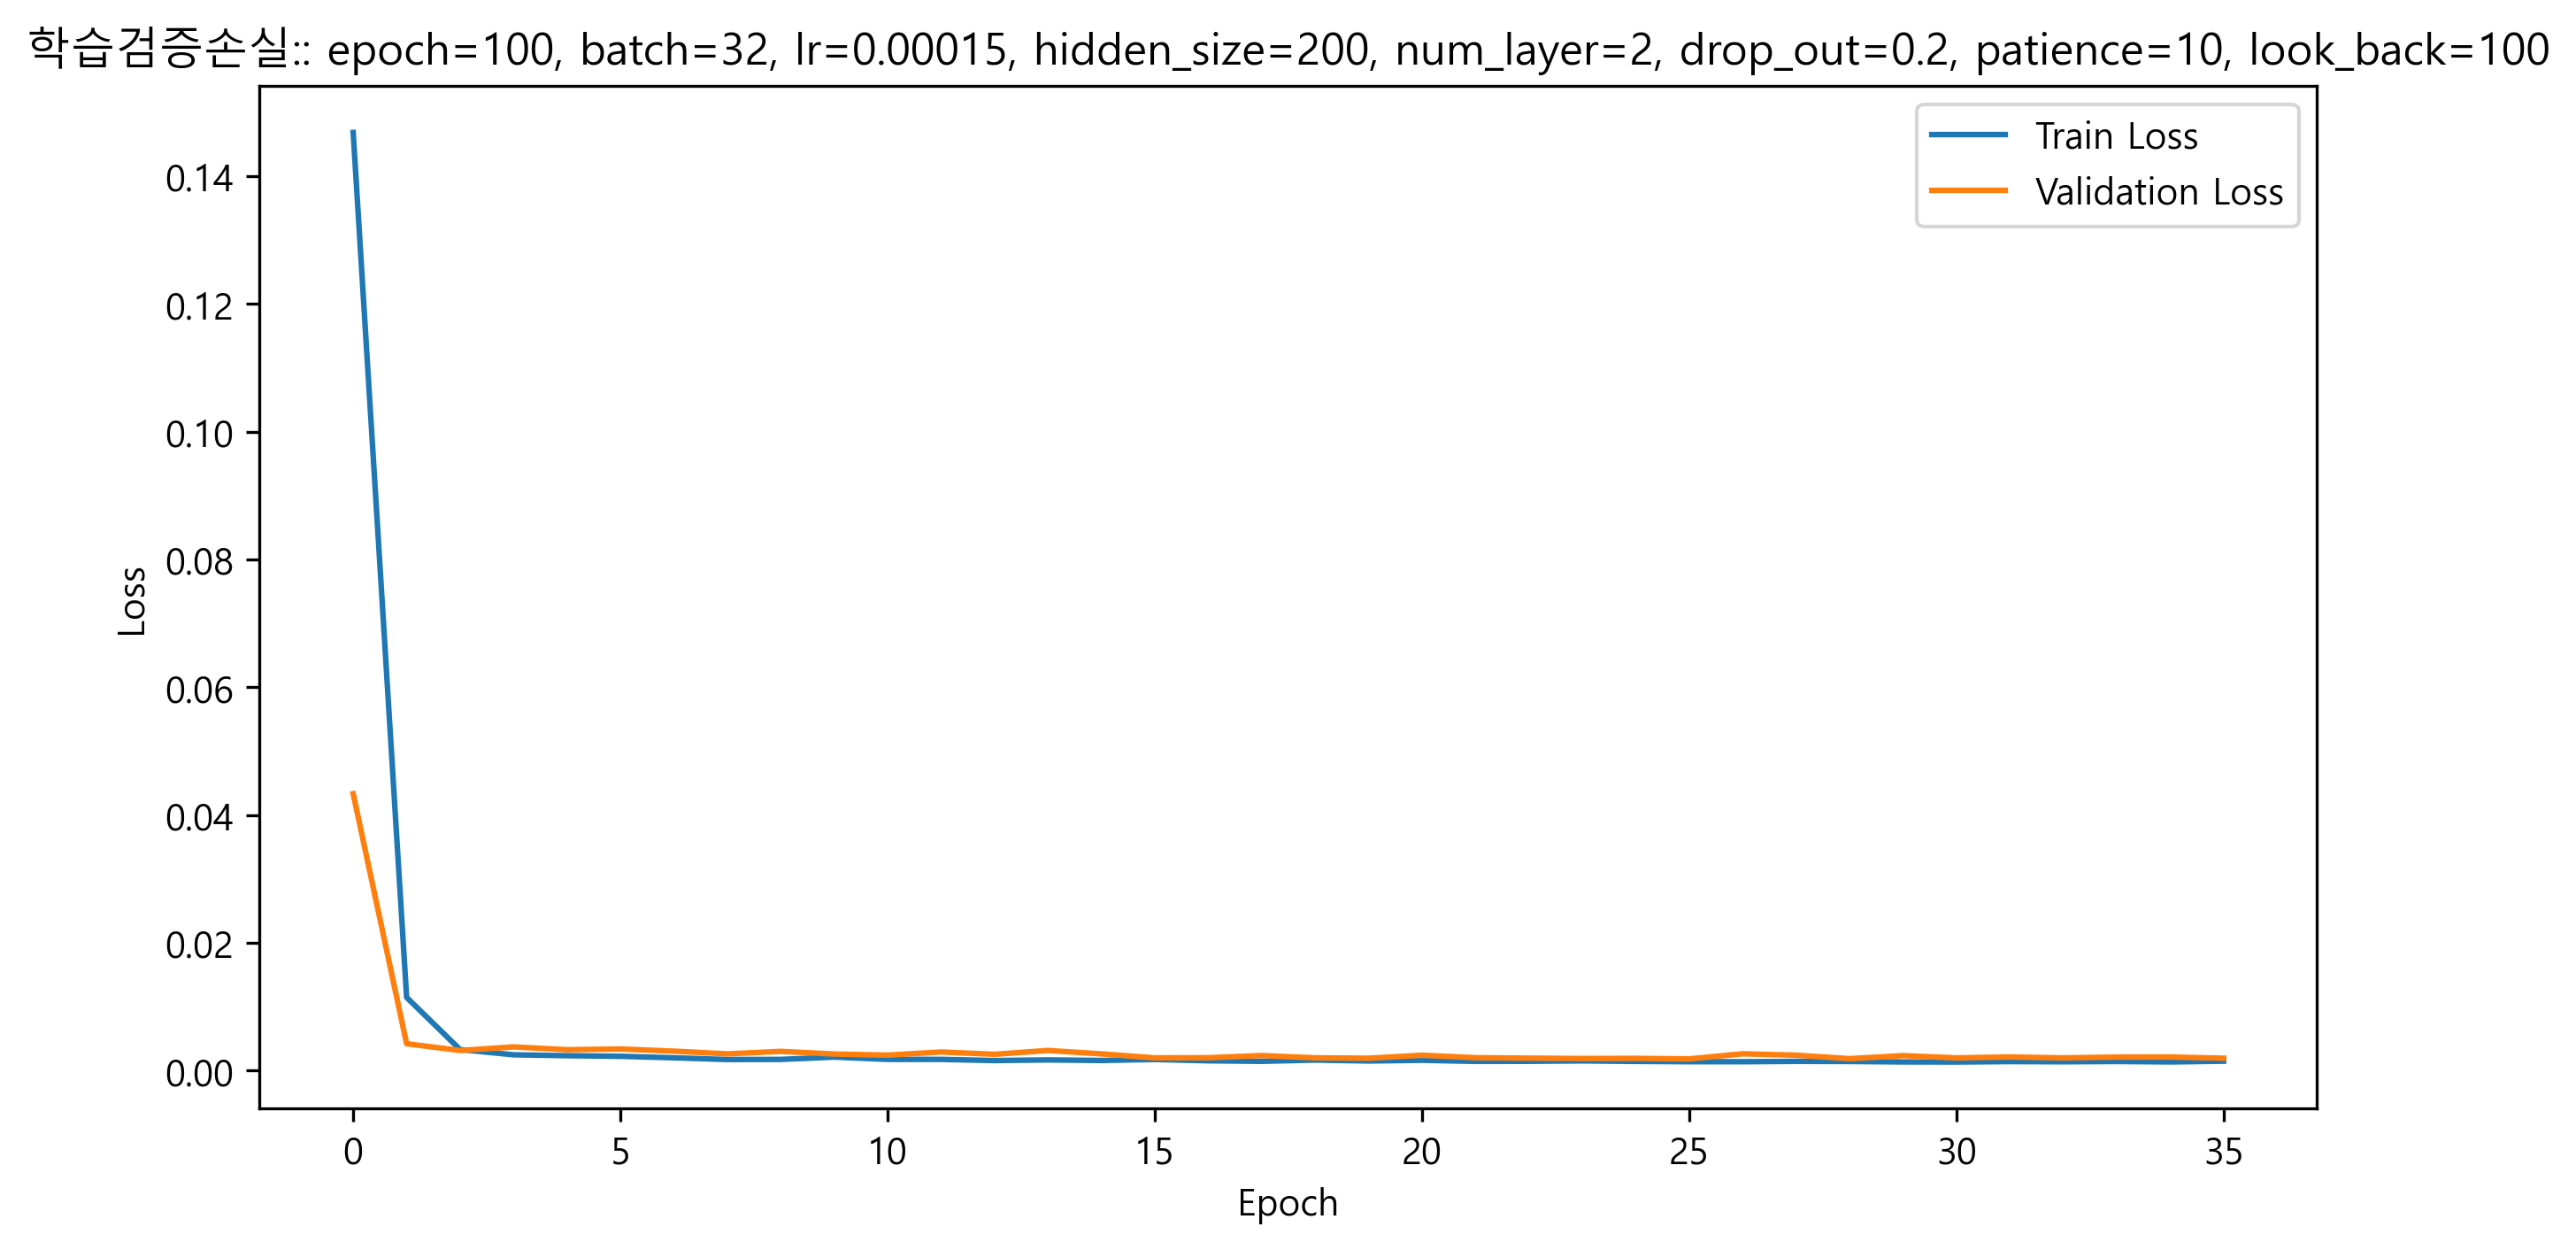 학습검증손실:: epoch=100, batch=32, lr=0.00015, hidden_size=200, num_layer=2, drop_out=0.2, patience=10, look_back=100
Train Loss
Validation Loss
0.14
0.12
0.10
0.08
0.06
0.04
0.02
0.00
Loss
0 5 10 15 20 25 30 35
Epoch